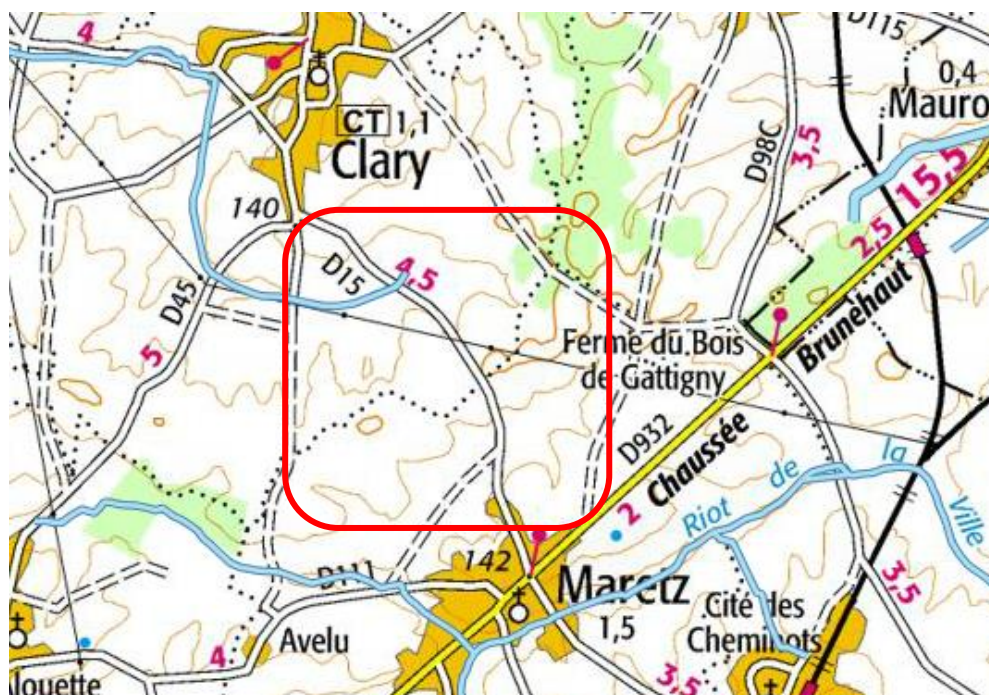 4
D115
0,4
Mauro
CT 1,1
Clary
D98C
3,5
15,5
140
D15
4,5
2,5
D45
5
Ferme du Bois
de Gattigny
Brunehaut
D932
Chaussée
2
Riot de la Ville
142
D111
Maretz
1,5
3,5
Cité des
Cheminots
Avelu
4
3,5
louette